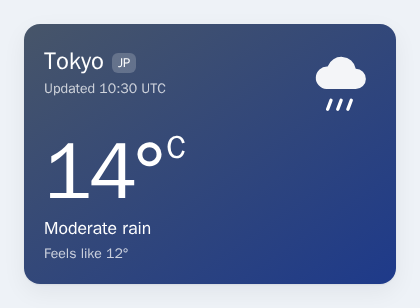 Tokyo JP
Updated 10:30 UTC
14°C
Moderate rain
Feels like 12°